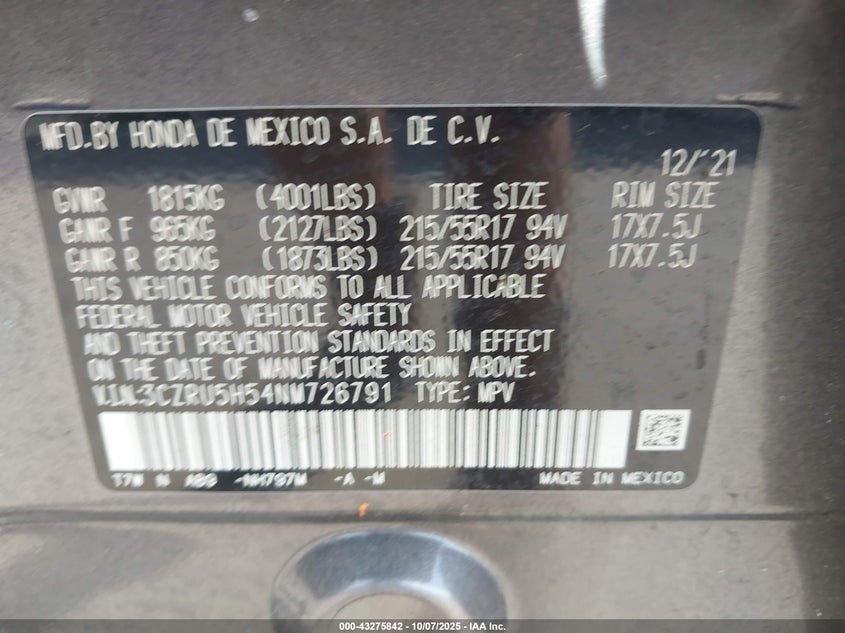 MFD.BY HONDA DE MEXICO S.A. DE C.V.
12/'21
GVWR 1815KG (4001LBS) TIRE SIZE RIM SIZE
GAWR F 965KG (2127LBS) 215/55R17 94V 17X7.5J
GAWR R 850KG (1873LBS) 215/55R17 94V 17X7.5J
THIS VEHICLE CONFORMS TO ALL APPLICABLE
FEDERAL MOTOR VEHICLE SAFETY
AND THEFT PREVENTION STANDARDS IN EFFECT
ON THE DATE OF MANUFACTURE SHOWN ABOVE.
V.I.N.:3CZRU5H54NM726791 TYPE: MPV
T7W N A99 -NH797M -A -M MADE IN MEXICO
000-43275842 | 10/07/2025 | IAA Inc.